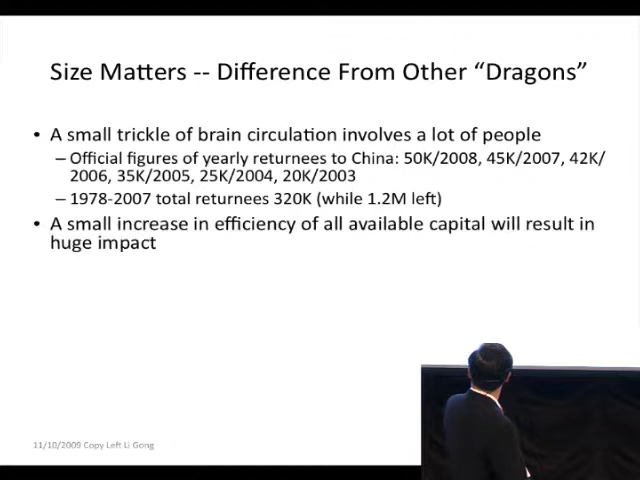 Size Matters -- Difference From Other “Dragons”
• A small trickle of brain circulation involves a lot of people
– Official figures of yearly returnees to China: 50K/2008, 45K/2007, 42K/
2006, 35K/2005, 25K/2004, 20K/2003
– 1978-2007 total returnees 320K (while 1.2M left)
• A small increase in efficiency of all available capital will result in
huge impact
11/10/2009 Copy Left Li Gong